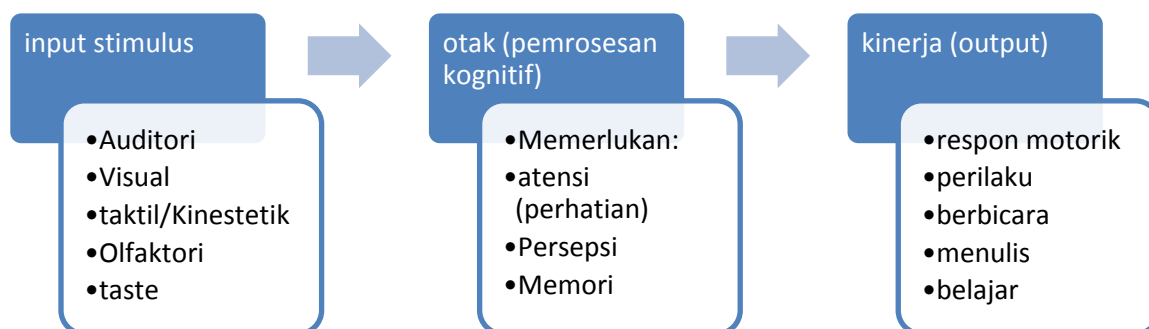 input stimulus
•Auditori
•Visual
•taktil/Kinestetik
•Olfaktori
•taste
otak (pemrosesan
kognitif)
•Memerlukan:
•atensi
(perhatian)
•Persepsi
•Memori
kinerja (output)
•respon motorik
•perilaku
•berbicara
•menulis
•belajar